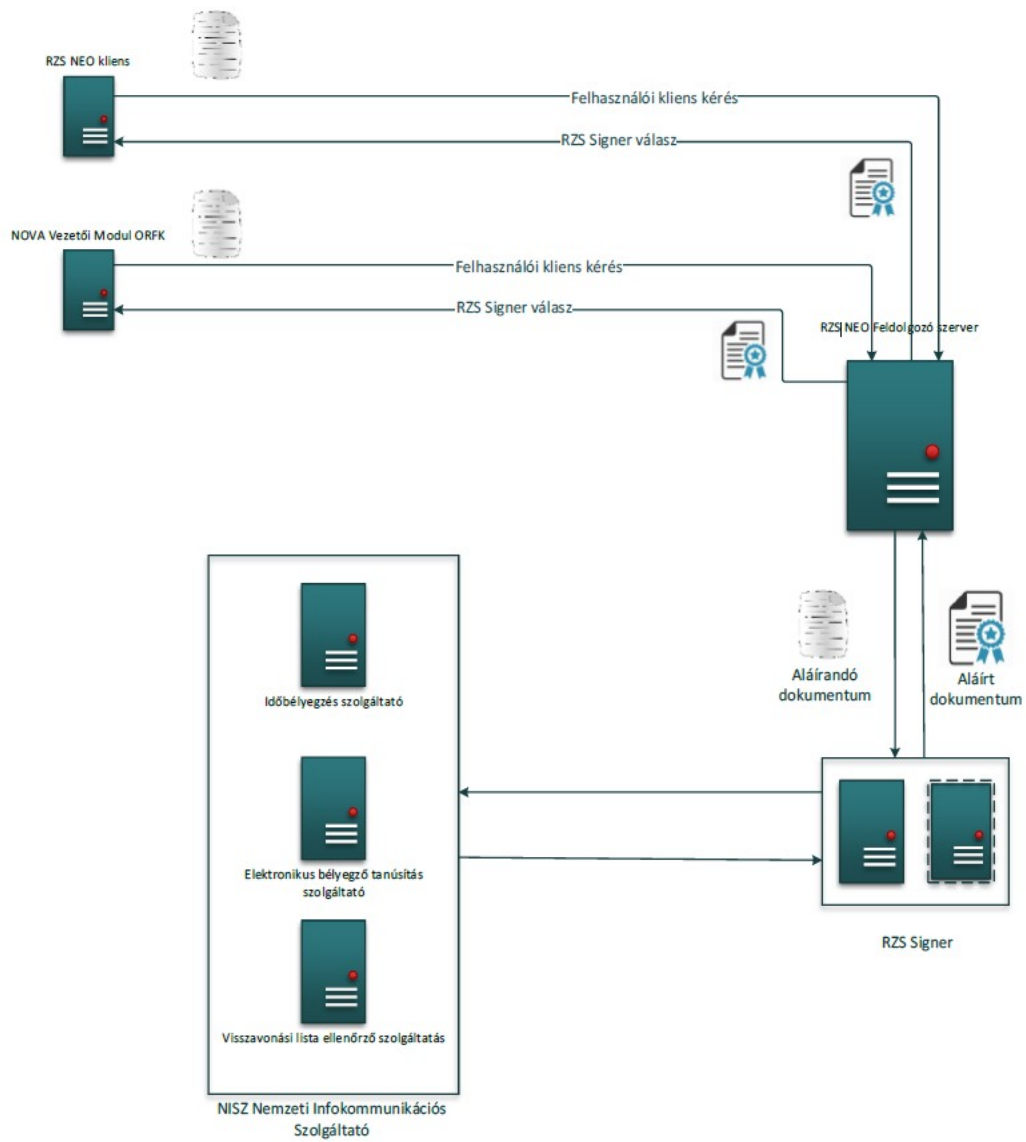 RZS NEO kliens
Felhasználói kliens kérés
RZS Signer válasz
NOVA Vezetői Modul ORFK
Felhasználói kliens kérés
RZS Signer válasz
RZS NEO Feldolgozó szerver
Időbélyegzés szolgáltató
Aláírandó
dokumentum
Aláírt
dokumentum
Elektronikus bélyegző tanúsítás
szolgáltató
RZS Signer
Visszavonási lista ellenőrző szolgáltatás
NISZ Nemzeti Infokommunikációs
Szolgáltató